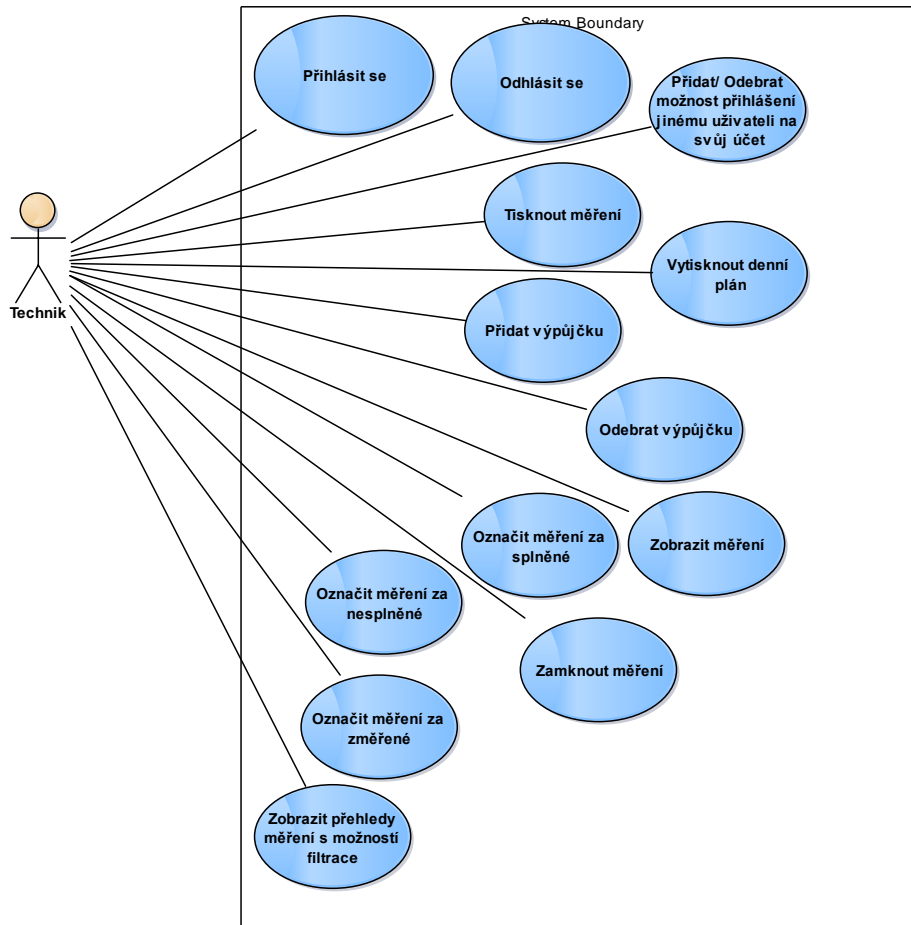 System Boundary
Přihlásit se
Odhlásit se
Přidat/ Odebrat
možnost přihlášení
jinému uživateli na
svůj účet
Tisknout měření
Vytisknout denní
plán
Technik
Přidat výpůjčku
Odebrat výpůjčku
Označit měření za
splněné
Zobrazit měření
Označit měření za
nesplněné
Zamknout měření
Označit měření za
změřené
Zobrazit přehledy
měření s možností
filtrace